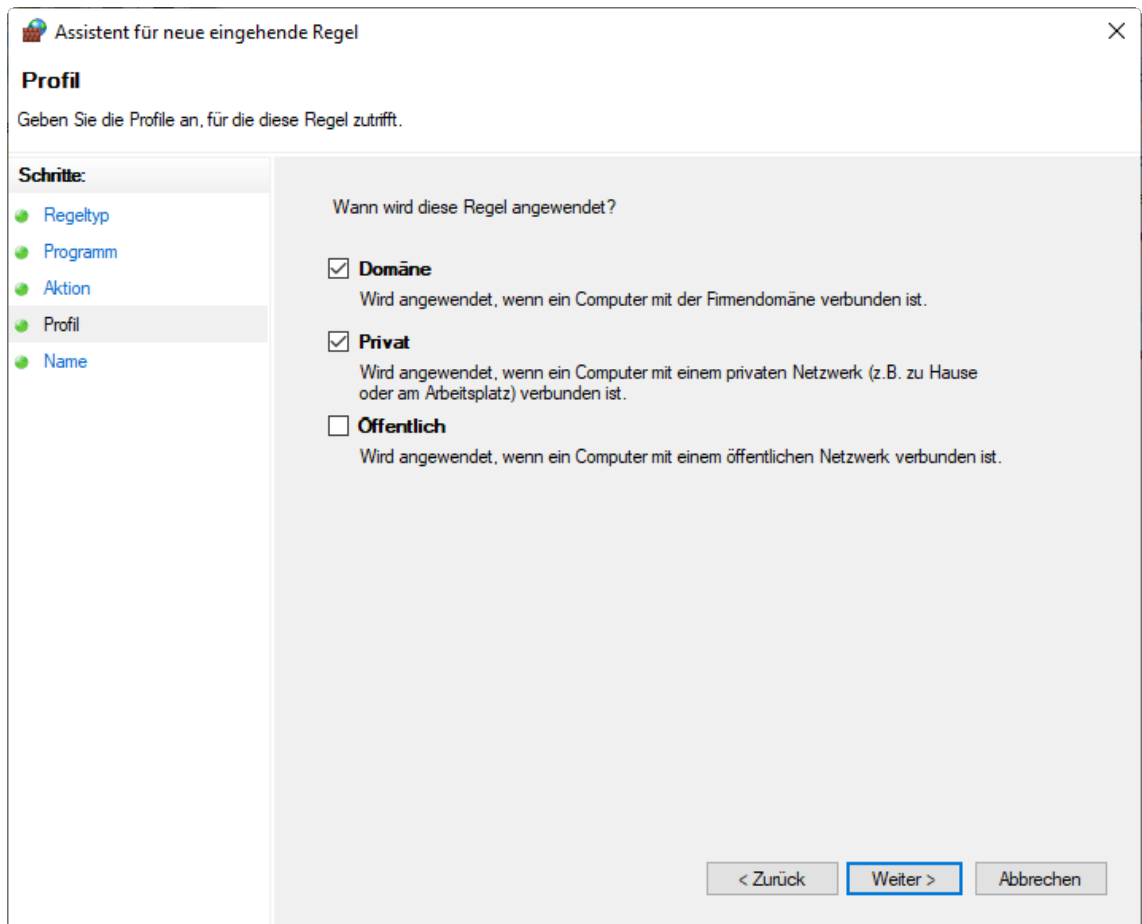 Assistent für neue eingehende Regel
Profil
Geben Sie die Profile an, für die diese Regel zutrifft.
Schritte:
Regeltyp
Programm
Aktion
Profil
Name
Wann wird diese Regel angewendet?
Domäne
Wird angewendet, wenn ein Computer mit der Firmendomäne verbunden ist.
Privat
Wird angewendet, wenn ein Computer mit einem privaten Netzwerk (z.B. zu Hause
oder am Arbeitsplatz) verbunden ist.
Öffentlich
Wird angewendet, wenn ein Computer mit einem öffentlichen Netzwerk verbunden ist.
< Zurück
Weiter >
Abbrechen